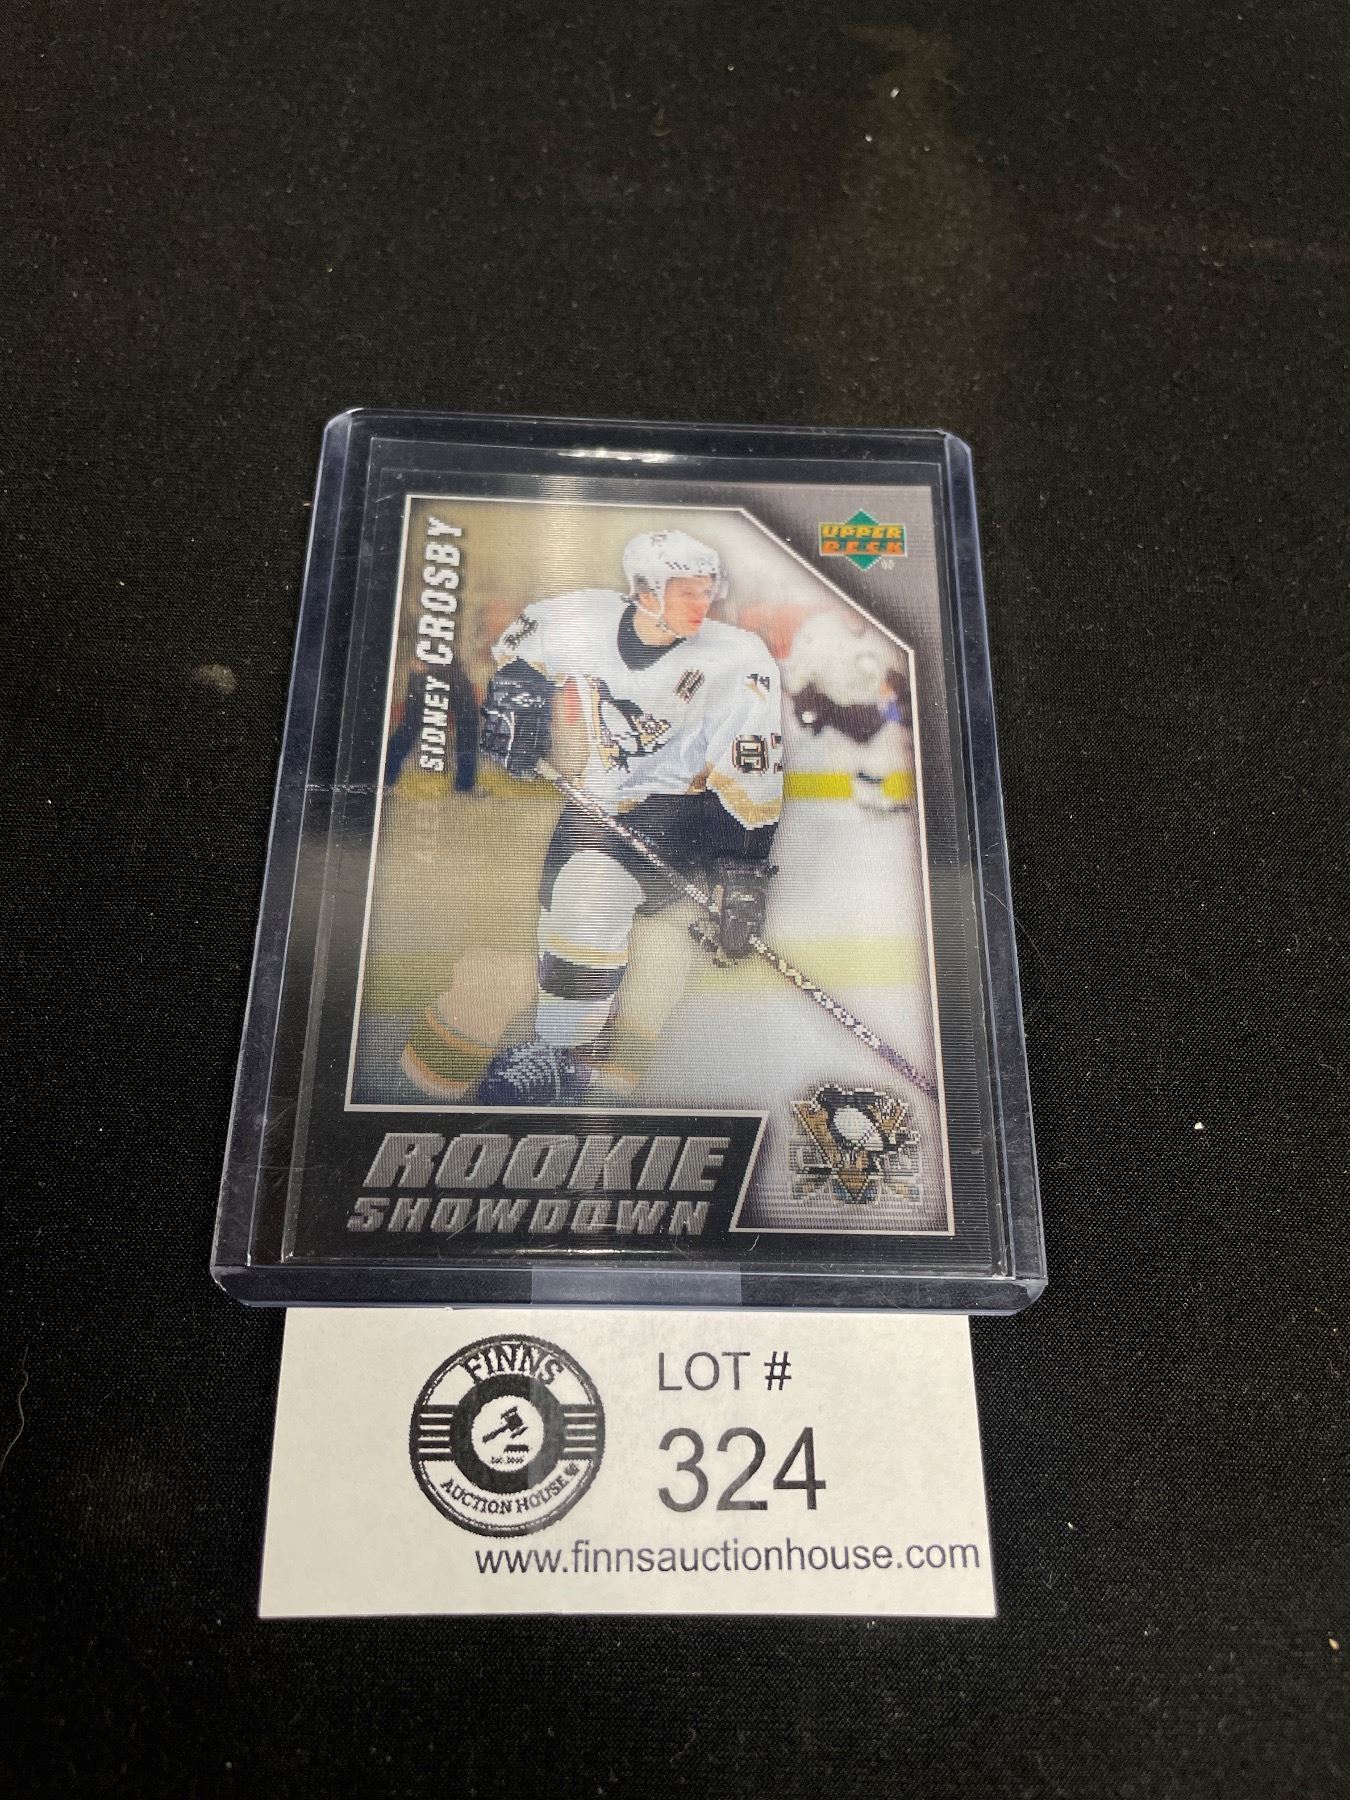 UPPER
DECK
SIDNEY CROSBY
ROOKIE
SHOWDOWN
FINNS
AUCTION HOUSE
LOT #
324
www.finnsauctionhouse.com